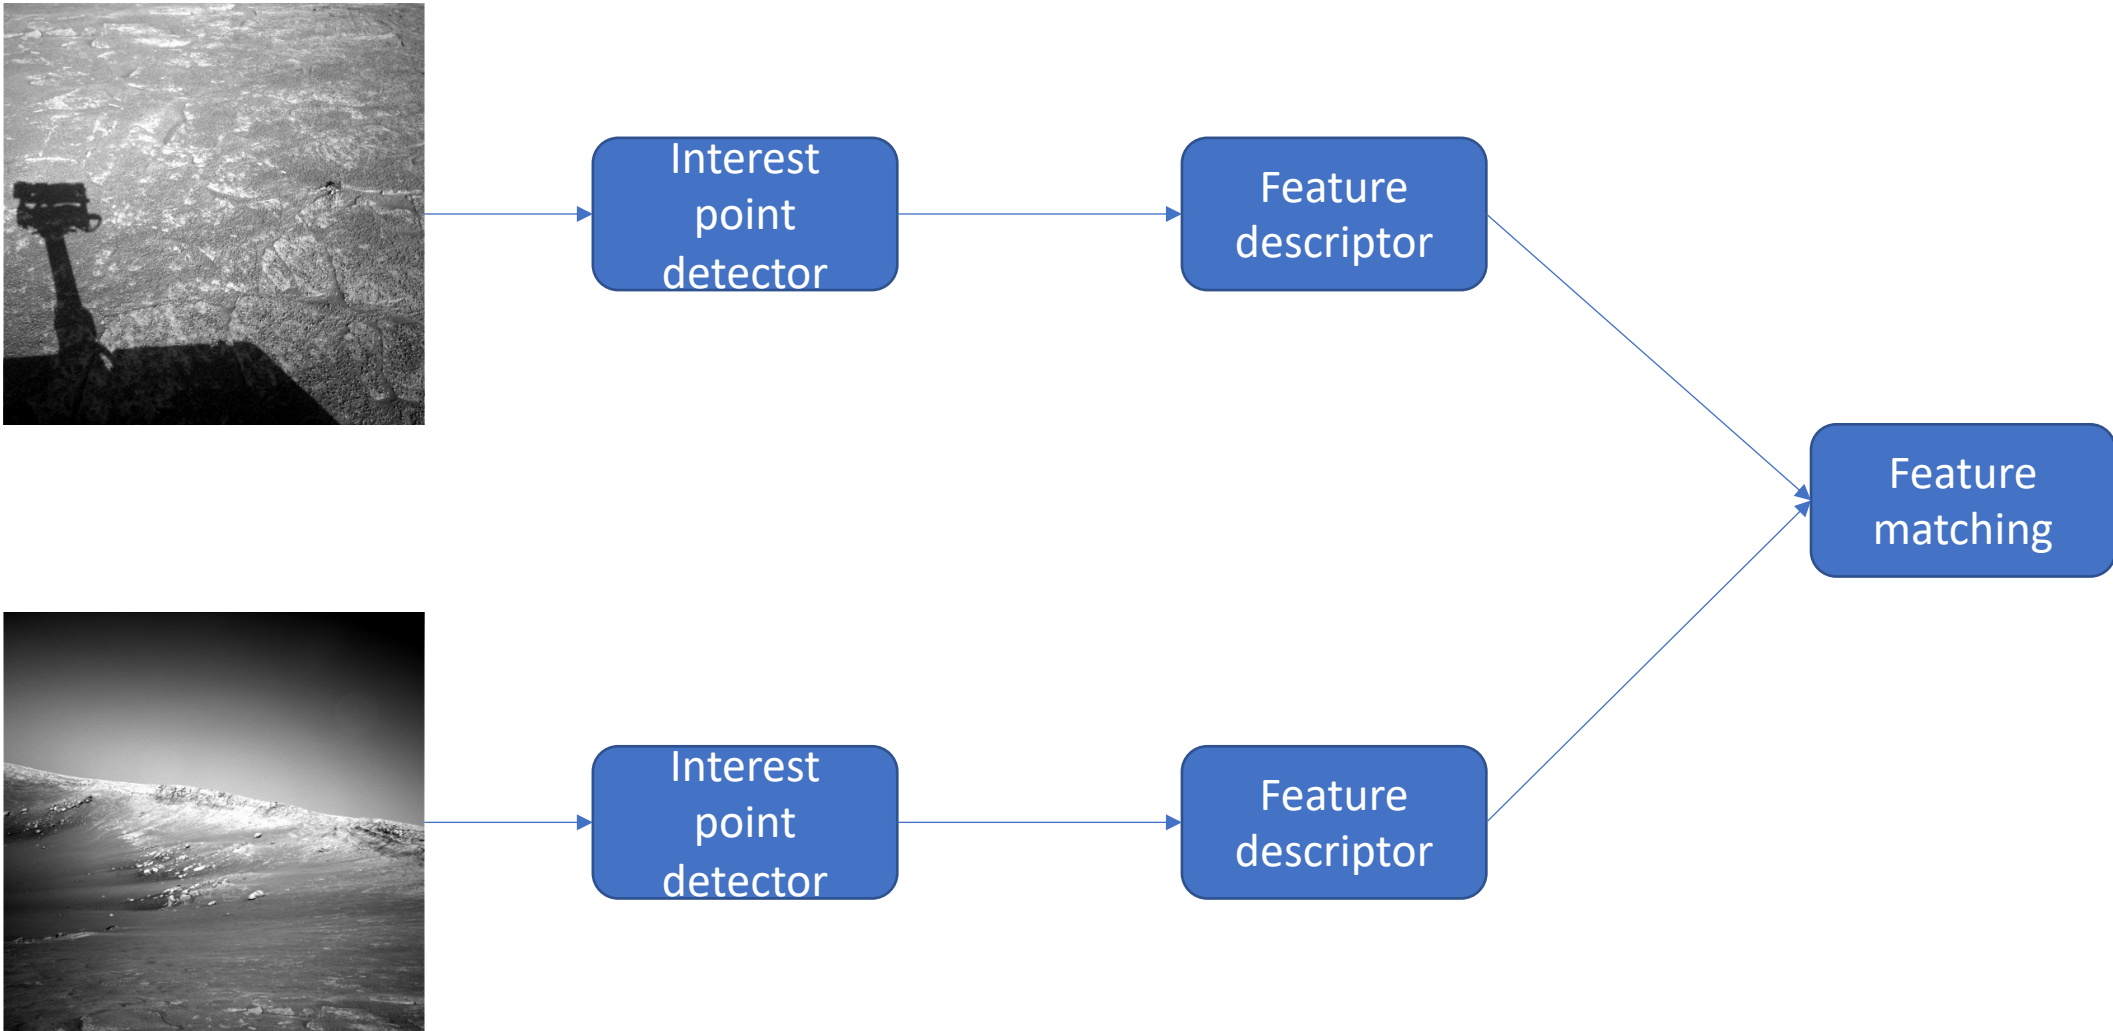 Interest
point
detector
Feature
descriptor
Feature
matching
Interest
point
detector
Feature
descriptor